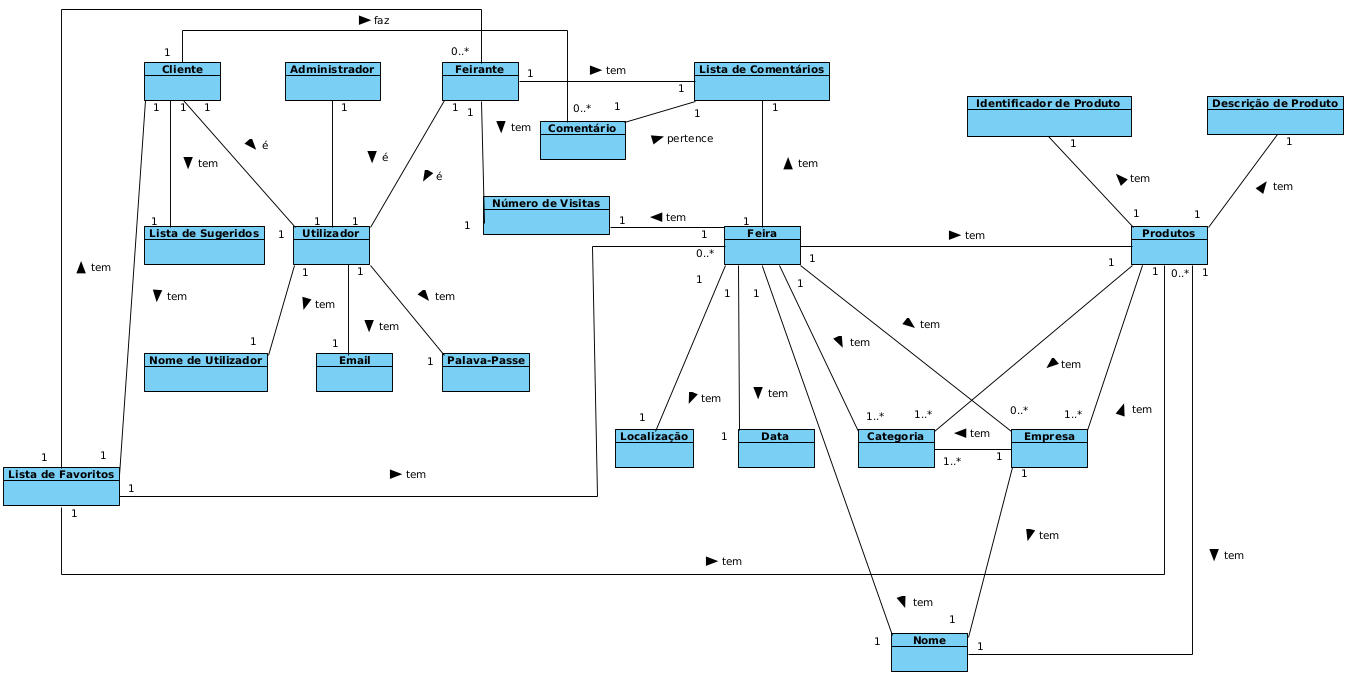 faz
1
0..*
Cliente
Administrador
Feirante
1
tem
Lista de Comentários
1
1
1
1
1
1
1
tem
0..*
1
1
1
Identificador de Produto
Descrição de Produto
Comentário
pertence
é
tem
é
é
tem
1
1
tem
tem
Número de Visitas
tem
1
1
1
1
1
1
1
1
1
1
1
Lista de Sugeridos
Utilizador
Feira
tem
Produtos
0..*
1
1
tem
1
1
1
1
1
1
1
0..*
1
tem
tem
tem
tem
tem
tem
1
1
1
tem
Nome de Utilizador
Email
Palava-Passe
tem
tem
tem
1
1..*
1..*
0..*
1..*
tem
Localização
1
Data
Categoria
tem
Empresa
1
1
1..*
1
Lista de Favoritos
tem
1
1
1
tem
tem
tem
tem
1
1
Nome
1